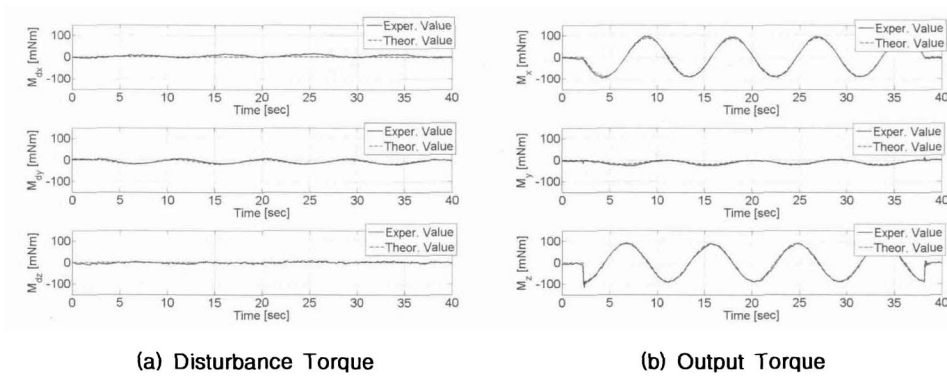 M_dx [mNm]
100
0
-100
Exper. Value
Theor. Value
0 5 10 15 20 25 30 35 40
Time [sec]
M_dy [mNm]
100
0
-100
Exper. Value
Theor. Value
0 5 10 15 20 25 30 35 40
Time [sec]
M_dz [mNm]
100
0
-100
Exper. Value
Theor. Value
0 5 10 15 20 25 30 35 40
Time [sec]
(a) Disturbance Torque
M_x [mNm]
100
0
-100
Exper. Value
Theor. Value
0 5 10 15 20 25 30 35 40
Time [sec]
M_y [mNm]
100
0
-100
Exper. Value
Theor. Value
0 5 10 15 20 25 30 35 40
Time [sec]
M_z [mNm]
100
0
-100
Exper. Value
Theor. Value
0 5 10 15 20 25 30 35 40
Time [sec]
(b) Output Torque